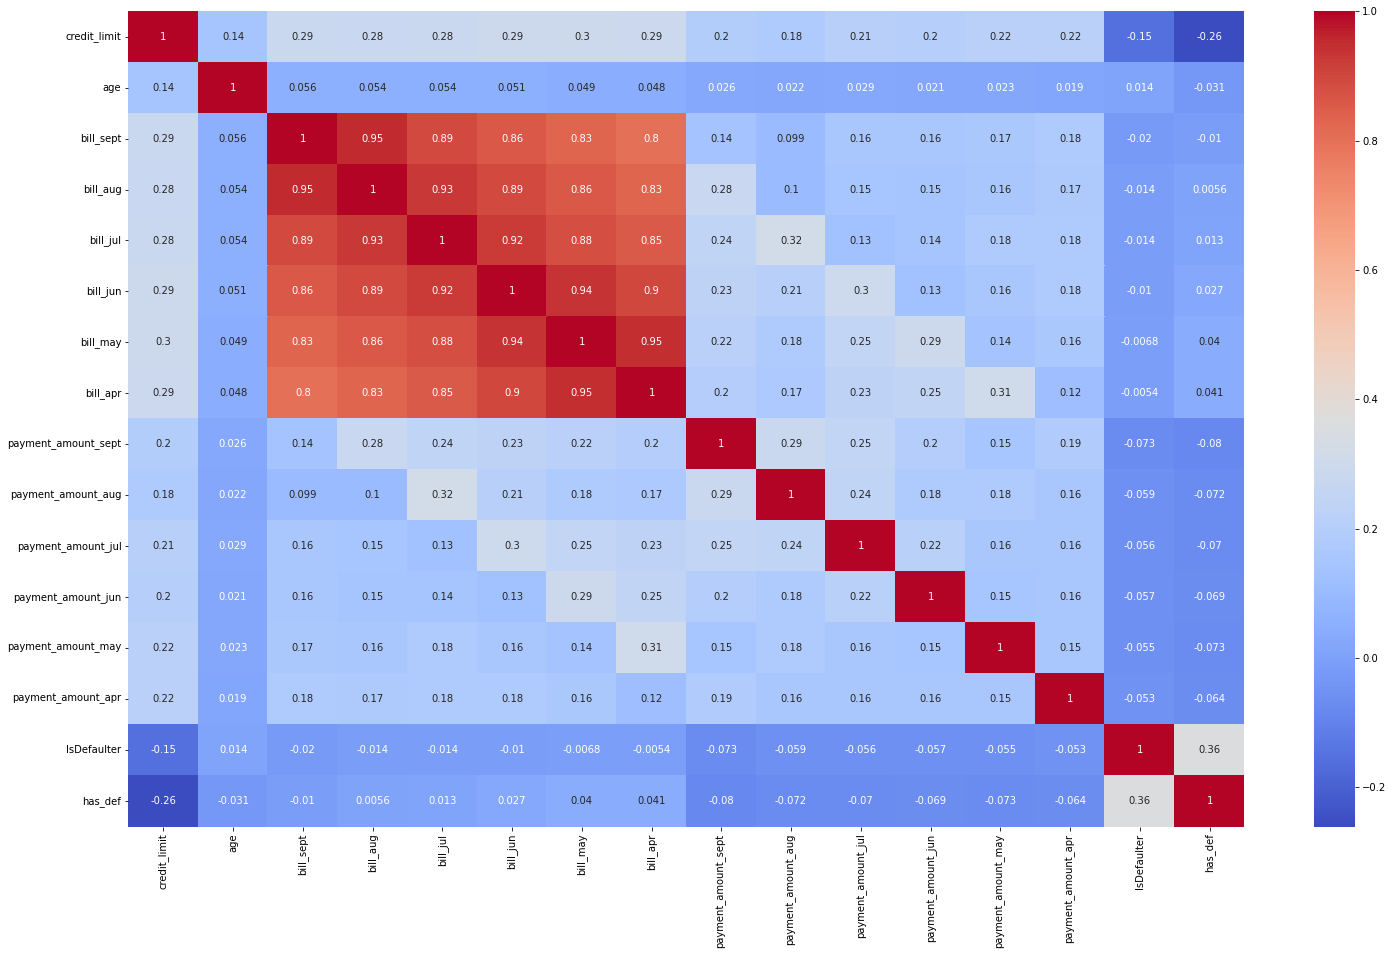 credit_limit 1 0.14 0.29 0.28 0.28 0.29 0.3 0.29 0.2 0.18 0.21 0.2 0.22 0.22 -0.15 -0.26
age 0.14 1 0.056 0.054 0.054 0.051 0.049 0.048 0.026 0.022 0.029 0.021 0.023 0.019 0.014 -0.031
bill_sept 0.29 0.056 1 0.95 0.89 0.86 0.83 0.8 0.14 0.099 0.16 0.16 0.17 0.18 -0.02 -0.01
bill_aug 0.28 0.054 0.95 1 0.93 0.89 0.86 0.83 0.28 0.1 0.15 0.15 0.16 0.17 -0.014 0.0056
bill_jul 0.28 0.054 0.89 0.93 1 0.92 0.88 0.85 0.24 0.32 0.13 0.14 0.18 0.18 -0.014 0.013
bill_jun 0.29 0.051 0.86 0.89 0.92 1 0.94 0.9 0.23 0.21 0.3 0.13 0.16 0.18 -0.01 0.027
bill_may 0.3 0.049 0.83 0.86 0.88 0.94 1 0.95 0.22 0.18 0.25 0.29 0.14 0.16 -0.0068 0.04
bill_apr 0.29 0.048 0.8 0.83 0.85 0.9 0.95 1 0.2 0.17 0.23 0.25 0.31 0.12 -0.0054 0.041
payment_amount_sept 0.2 0.026 0.14 0.28 0.24 0.23 0.22 0.2 1 0.29 0.25 0.2 0.15 0.19 -0.073 -0.08
payment_amount_aug 0.18 0.022 0.099 0.1 0.32 0.21 0.18 0.17 0.29 1 0.24 0.18 0.18 0.16 -0.059 -0.072
payment_amount_jul 0.21 0.029 0.16 0.15 0.13 0.3 0.25 0.23 0.25 0.24 1 0.22 0.16 0.16 -0.056 -0.07
payment_amount_jun 0.2 0.021 0.16 0.15 0.14 0.13 0.29 0.25 0.2 0.18 0.22 1 0.15 0.16 -0.057 -0.069
payment_amount_may 0.22 0.023 0.17 0.16 0.18 0.16 0.14 0.31 0.15 0.18 0.16 0.15 1 0.15 -0.055 -0.073
payment_amount_apr 0.22 0.019 0.18 0.17 0.18 0.18 0.16 0.12 0.19 0.16 0.16 0.16 0.15 1 -0.053 -0.064
IsDefaulter -0.15 0.014 -0.02 -0.014 -0.014 -0.01 -0.0068 -0.0054 -0.073 -0.059 -0.056 -0.057 -0.055 -0.053 1 0.36
has_def -0.26 -0.031 -0.01 0.0056 0.013 0.027 0.04 0.041 -0.08 -0.072 -0.07 -0.069 -0.073 -0.064 0.36 1
credit_limit
age
bill_sept
bill_aug
bill_jul
bill_jun
bill_may
bill_apr
payment_amount_sept
payment_amount_aug
payment_amount_jul
payment_amount_jun
payment_amount_may
payment_amount_apr
IsDefaulter
has_def
1.0
0.8
0.6
0.4
0.2
0.0
−0.2